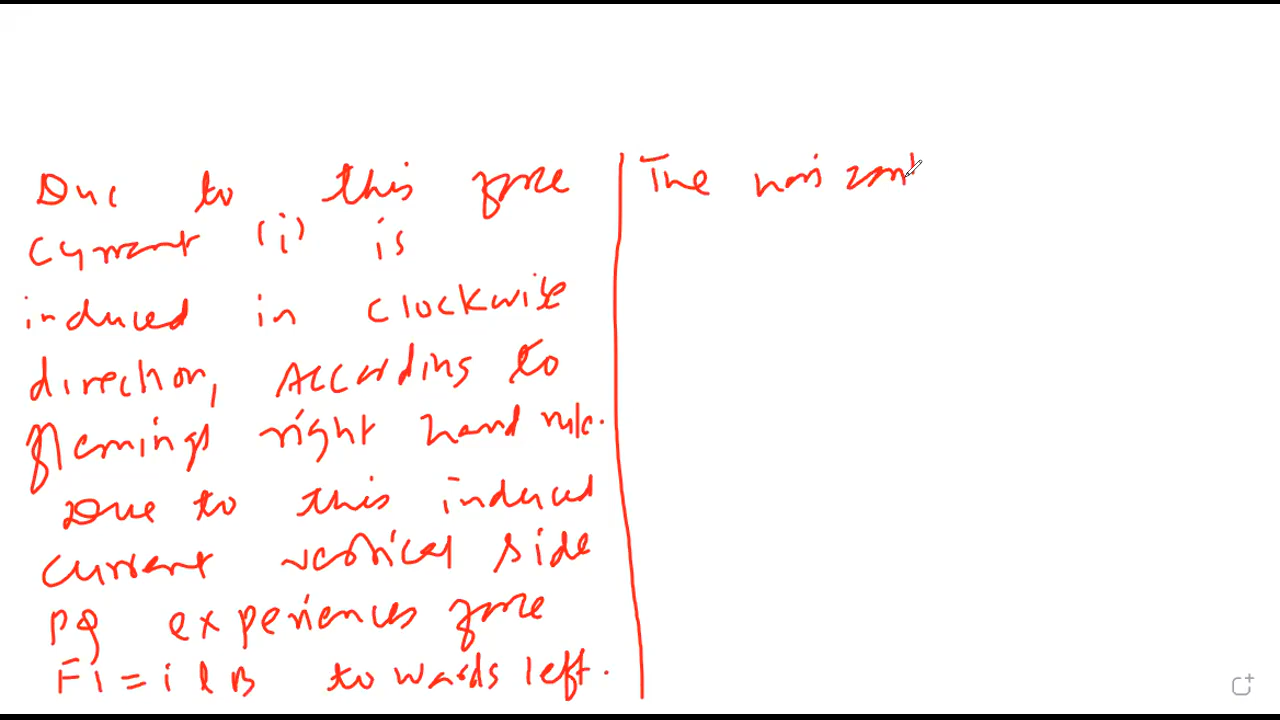 Due to this force
Current (i) is
induced in clockwise
direction, According to
flemings right hand rule.
Due to this induced
current vertical side
PQ experiences force
F1 = i l B towards left.
The horizont